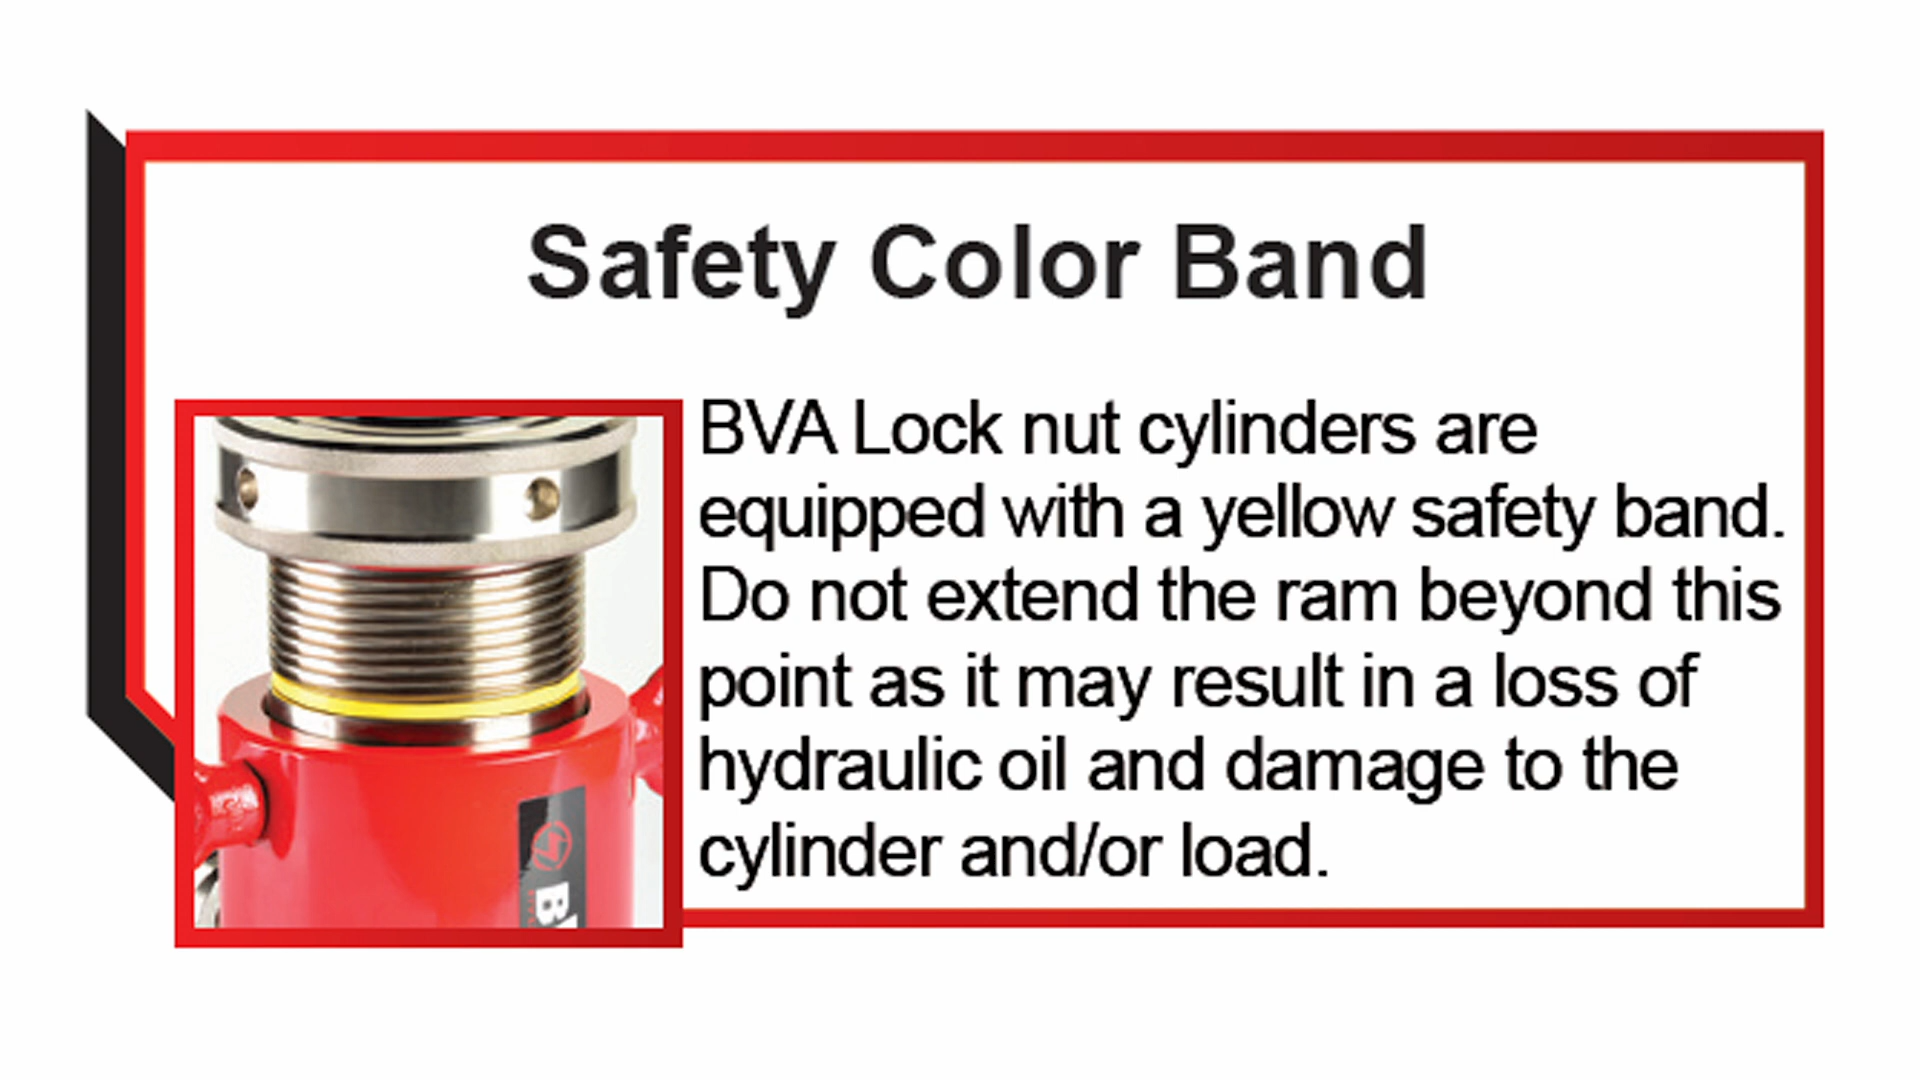 Safety Color Band
BVA Lock nut cylinders are
equipped with a yellow safety band.
Do not extend the ram beyond this
point as it may result in a loss of
hydraulic oil and damage to the
cylinder and/or load.